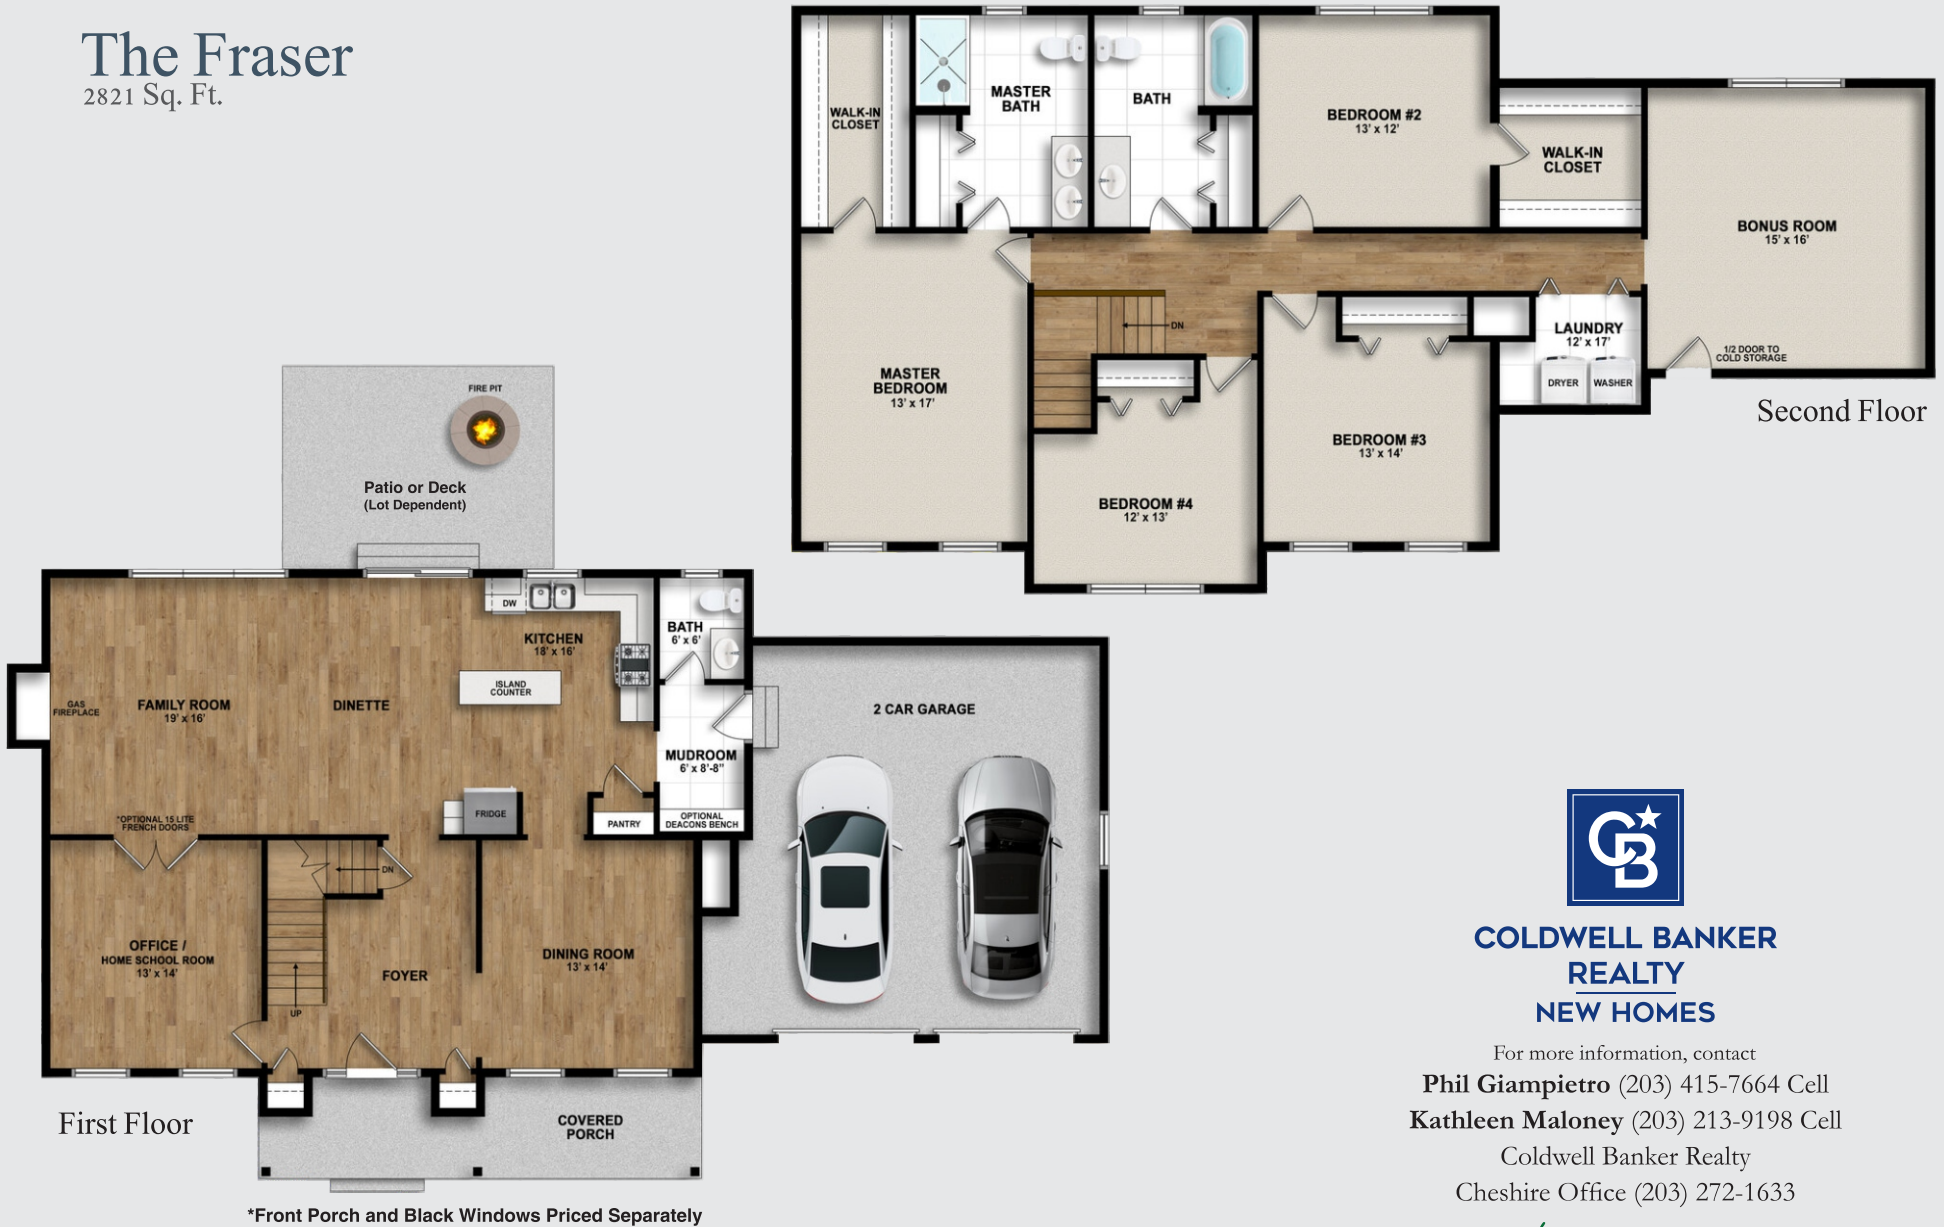 The Fraser
2821 Sq. Ft.
WALK-IN
CLOSET
MASTER
BATH
BATH
BEDROOM #2
13' x 12'
WALK-IN
CLOSET
BONUS ROOM
15' x 16'
DN
MASTER
BEDROOM
13' x 17'
BEDROOM #4
12' x 13'
BEDROOM #3
13' x 14'
LAUNDRY
12' x 17'
DRYER
WASHER
1/2 DOOR TO
COLD STORAGE
Second Floor
FIRE PIT
Patio or Deck
(Lot Dependent)
GAS
FIREPLACE
FAMILY ROOM
19' x 16'
DINETTE
DW
KITCHEN
18' x 16'
ISLAND
COUNTER
BATH
6' x 6'
MUDROOM
6' x 8'-8"
OPTIONAL
DEACONS BENCH
PANTRY
FRIDGE
2 CAR GARAGE
*OPTIONAL 15 LITE
FRENCH DOORS
DN
OFFICE /
HOME SCHOOL ROOM
13' x 14'
UP
FOYER
DINING ROOM
13' x 14'
COVERED
PORCH
First Floor
*Front Porch and Black Windows Priced Separately
CB
COLDWELL BANKER
REALTY
NEW HOMES
For more information, contact
Phil Giampietro (203) 415-7664 Cell
Kathleen Maloney (203) 213-9198 Cell
Coldwell Banker Realty
Cheshire Office (203) 272-1633